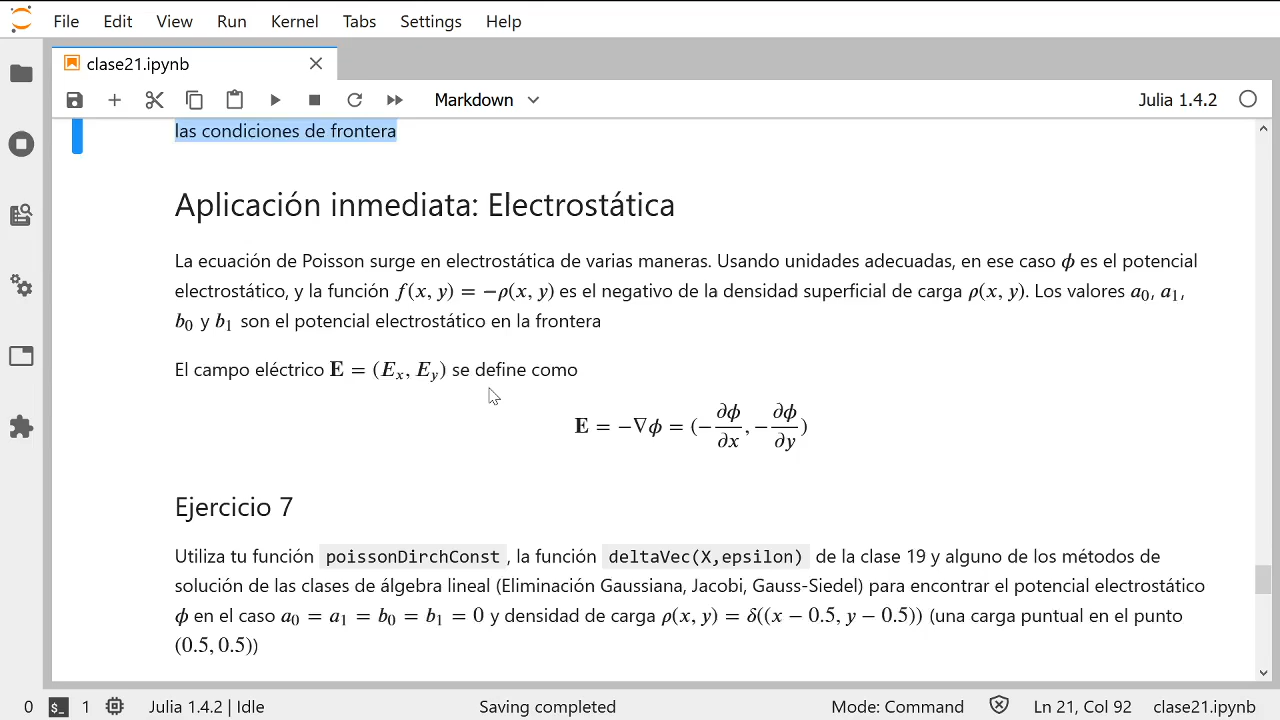 File Edit View Run Kernel Tabs Settings Help
clase21.ipynb
Markdown
Julia 1.4.2
las condiciones de frontera
Aplicación inmediata: Electrostática
La ecuación de Poisson surge en electrostática de varias maneras. Usando unidades adecuadas, en ese caso ϕ es el potencial
electrostático, y la función f(x, y) = −ρ(x, y) es el negativo de la densidad superficial de carga ρ(x, y). Los valores a₀, a₁,
b₀ y b₁ son el potencial electrostático en la frontera
El campo eléctrico E = (Eₓ, E_y) se define como
E = −∇ϕ = (−∂ϕ/∂x, −∂ϕ/∂y)
Ejercicio 7
Utiliza tu función poissonDirchConst , la función deltaVec(X,epsilon) de la clase 19 y alguno de los métodos de
solución de las clases de álgebra lineal (Eliminación Gaussiana, Jacobi, Gauss-Siedel) para encontrar el potencial electrostático
ϕ en el caso a₀ = a₁ = b₀ = b₁ = 0 y densidad de carga ρ(x, y) = δ((x − 0.5, y − 0.5)) (una carga puntual en el punto
(0.5, 0.5))
0 $_ 1 Julia 1.4.2 | Idle Saving completed Mode: Command Ln 21, Col 92 clase21.ipynb